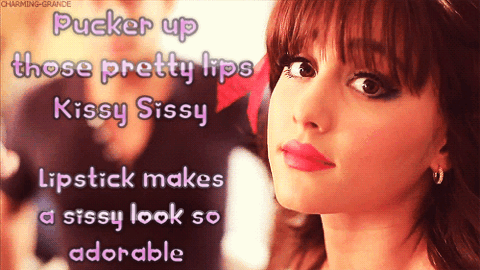 CHARMING-GRANDE
Pucker up
those pretty lips
Kissy Sissy
Lipstick makes
a sissy look so
adorable